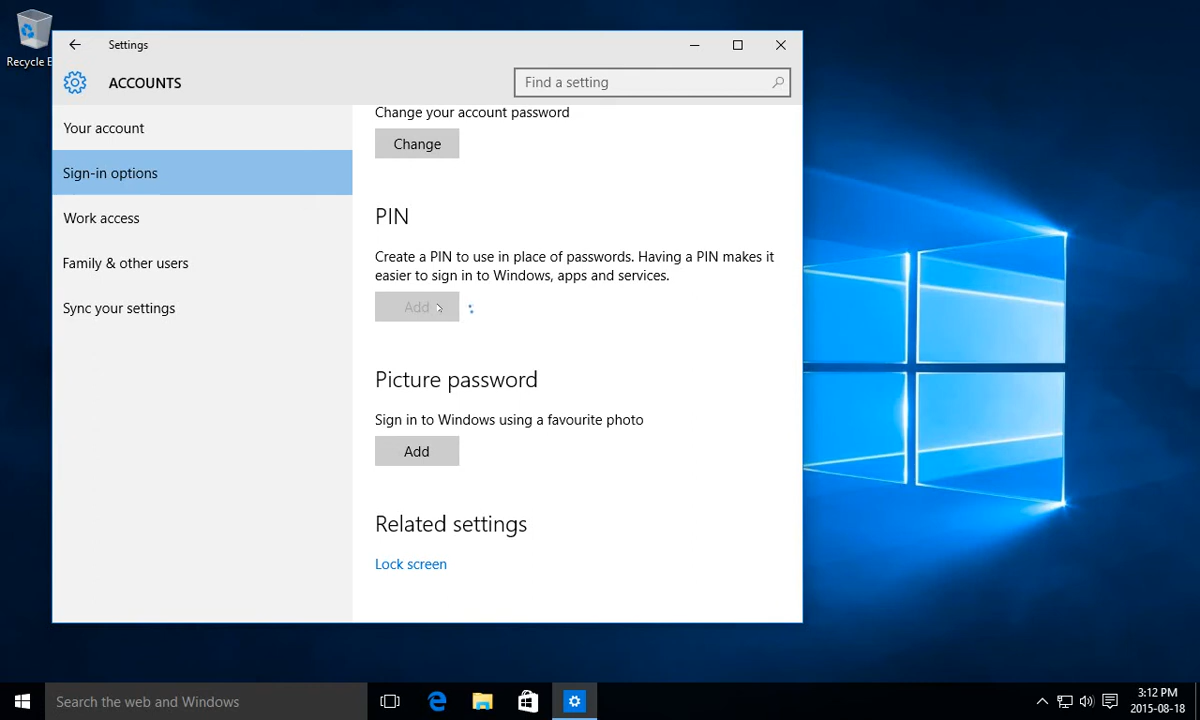 Recycle
Settings
ACCOUNTS
Find a setting
Your account
Sign-in options
Work access
Family & other users
Sync your settings
Change your account password
Change
PIN
Create a PIN to use in place of passwords. Having a PIN makes it
easier to sign in to Windows, apps and services.
Add
Picture password
Sign in to Windows using a favourite photo
Add
Related settings
Lock screen
Search the web and Windows
3:12 PM
2015-08-18